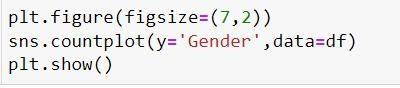 plt.figure(figsize=(7,2))
sns.countplot(y='Gender',data=df)
plt.show()